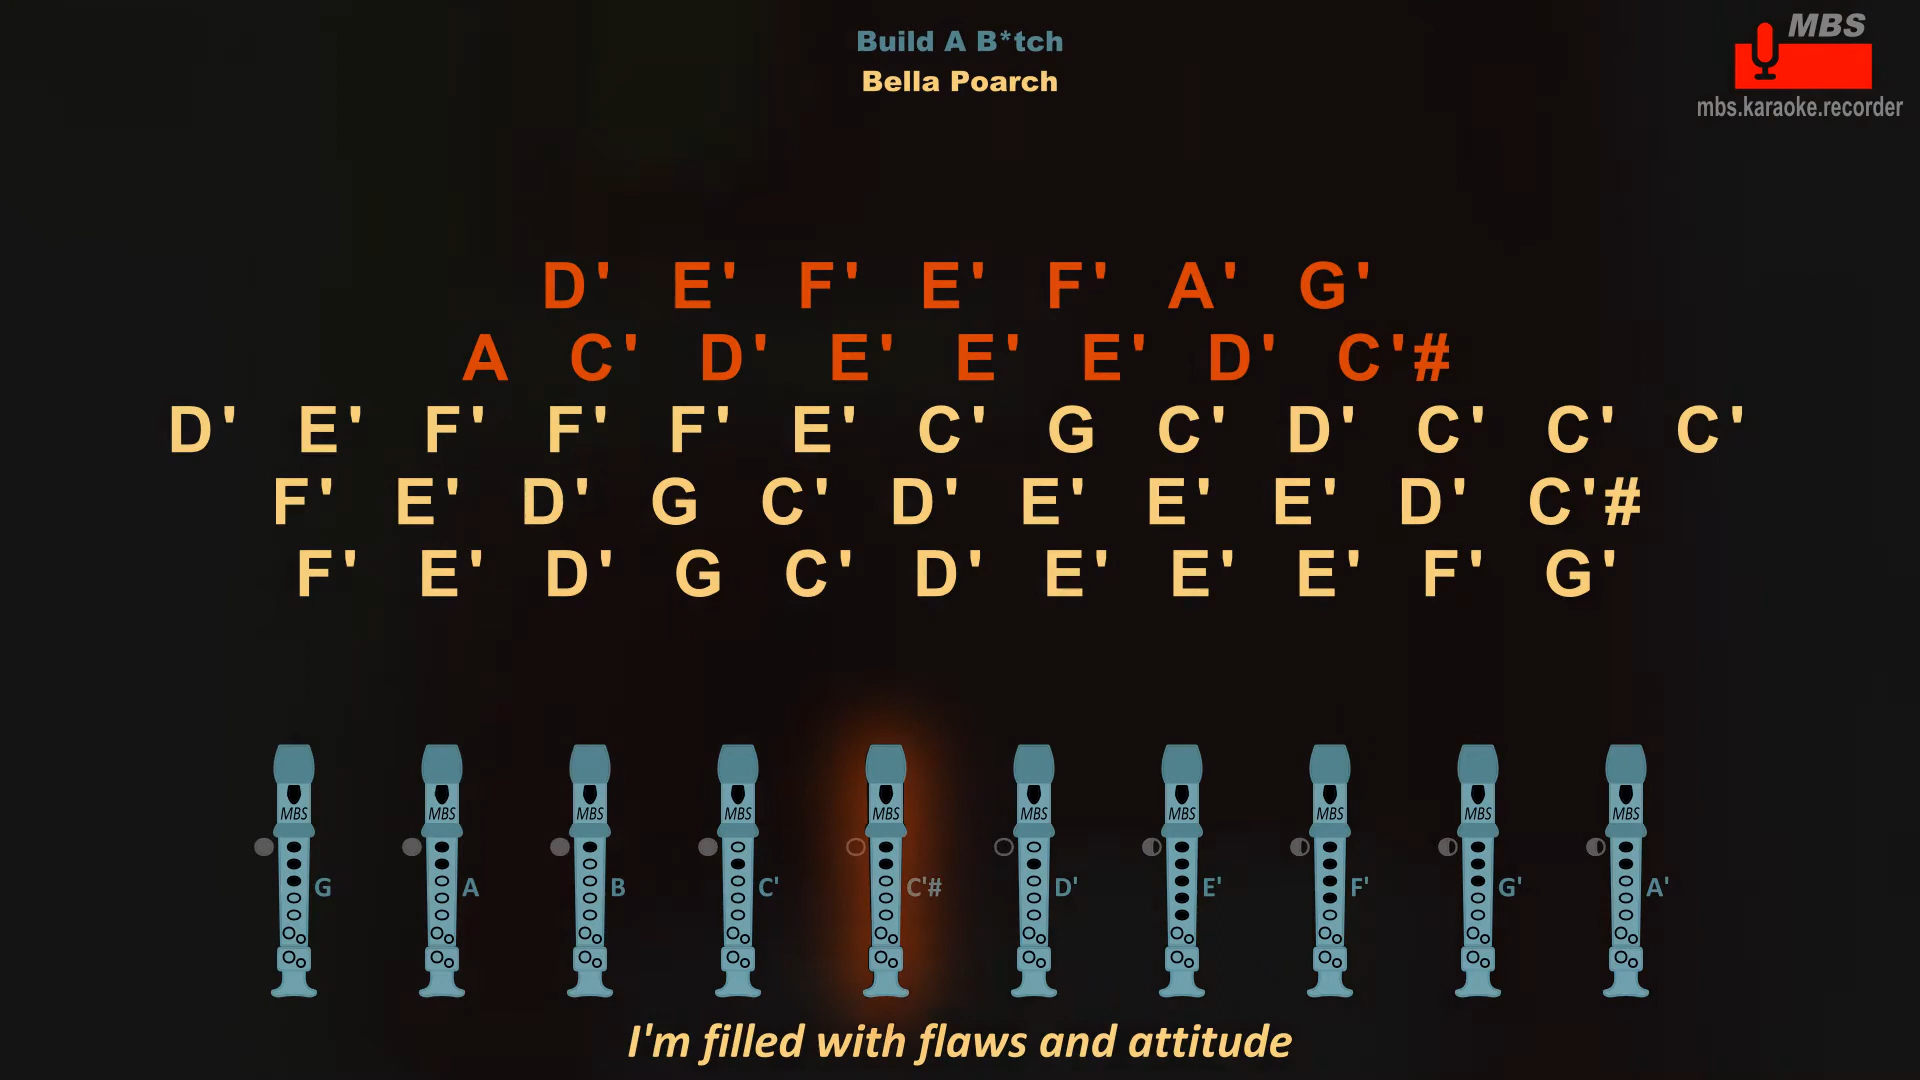 Build A B*tch
Bella Poarch
MBS
mbs.karaoke.recorder
D' E' F' E' F' A' G'
A C' D' E' E' E' D' C'#
D' E' F' F' F' E' C' G C' D' C' C' C'
F' E' D' G C' D' E' E' E' D' C'#
F' E' D' G C' D' E' E' E' F' G'
MBS MBS MBS MBS MBS MBS MBS MBS MBS MBS
G A B C' C'# D' E' F' G' A'
I'm filled with flaws and attitude